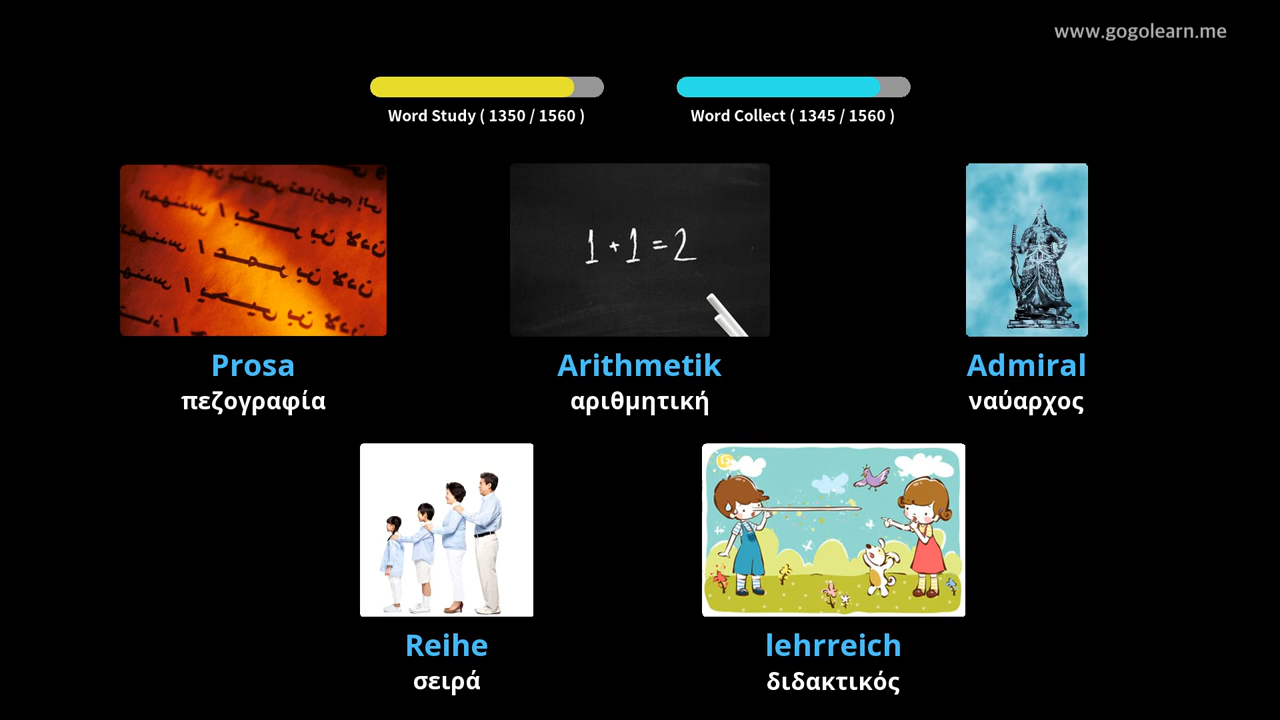 www.gogolearn.me
Word Study ( 1350 / 1560 )
Word Collect ( 1345 / 1560 )
1 + 1 = 2
Prosa
πεζογραφία
Arithmetik
αριθμητική
Admiral
ναύαρχος
Reihe
σειρά
lehrreich
διδακτικός